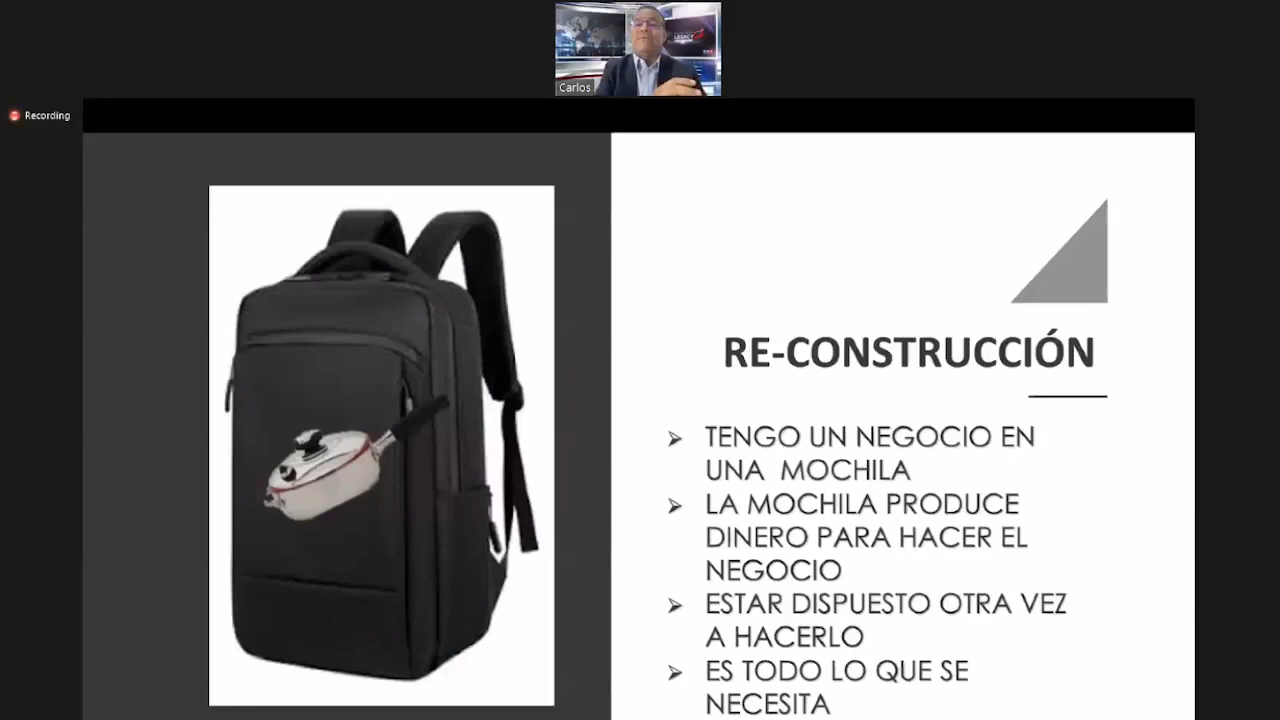 LEGACY
Carlos
Recording
RE-CONSTRUCCIÓN
➢ TENGO UN NEGOCIO EN
UNA MOCHILA
➢ LA MOCHILA PRODUCE
DINERO PARA HACER EL
NEGOCIO
➢ ESTAR DISPUESTO OTRA VEZ
A HACERLO
➢ ES TODO LO QUE SE
NECESITA